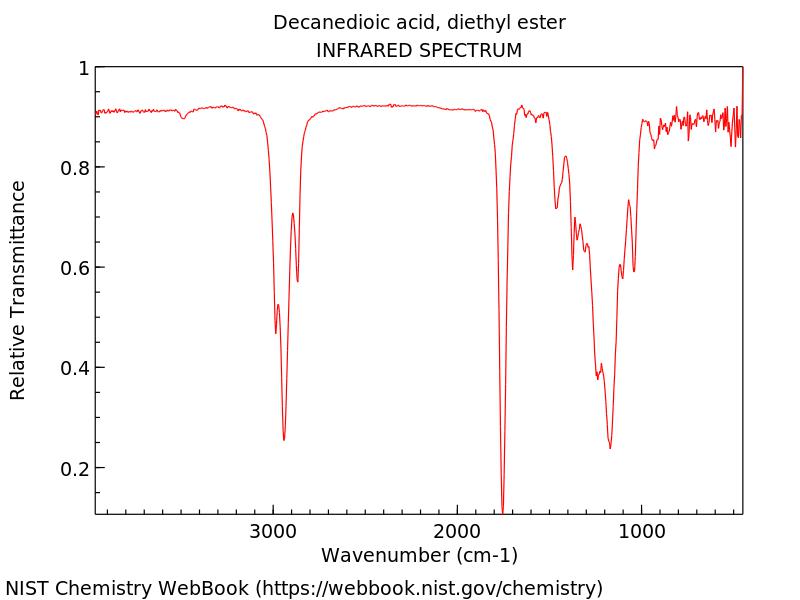 Decanedioic acid, diethyl ester
INFRARED SPECTRUM
1
0.8
0.6
0.4
0.2
Relative Transmittance
3000 2000 1000
Wavenumber (cm-1)
NIST Chemistry WebBook (https://webbook.nist.gov/chemistry)